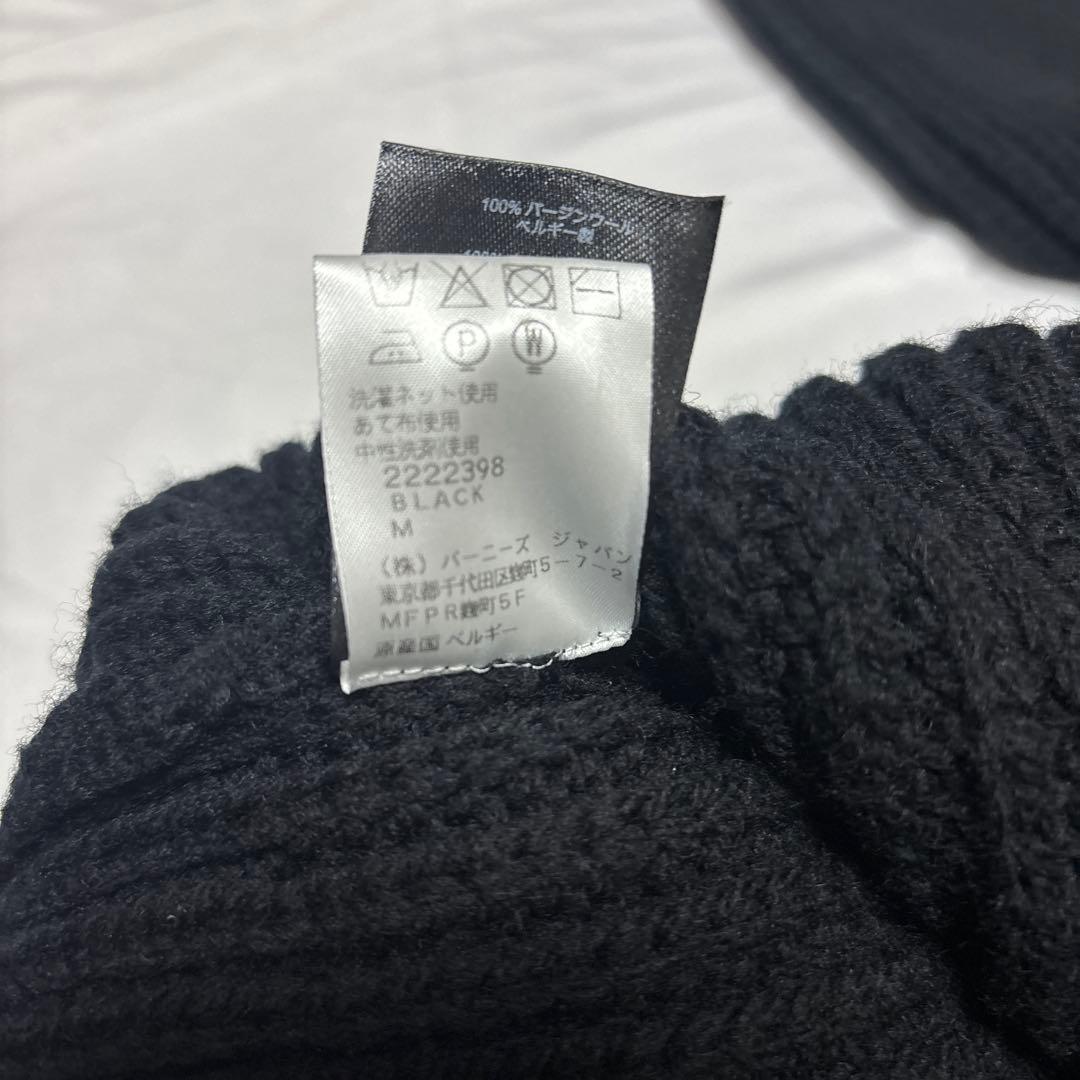 100% バージンウール
ベルギー製
100%
P W
洗濯ネット使用
あて布使用
中性洗剤使用
2222398
BLACK
M
(株) バーニーズ ジャパン
東京都千代田区麹町5-7-2
MFPR麹町5F
原産国 ベルギー